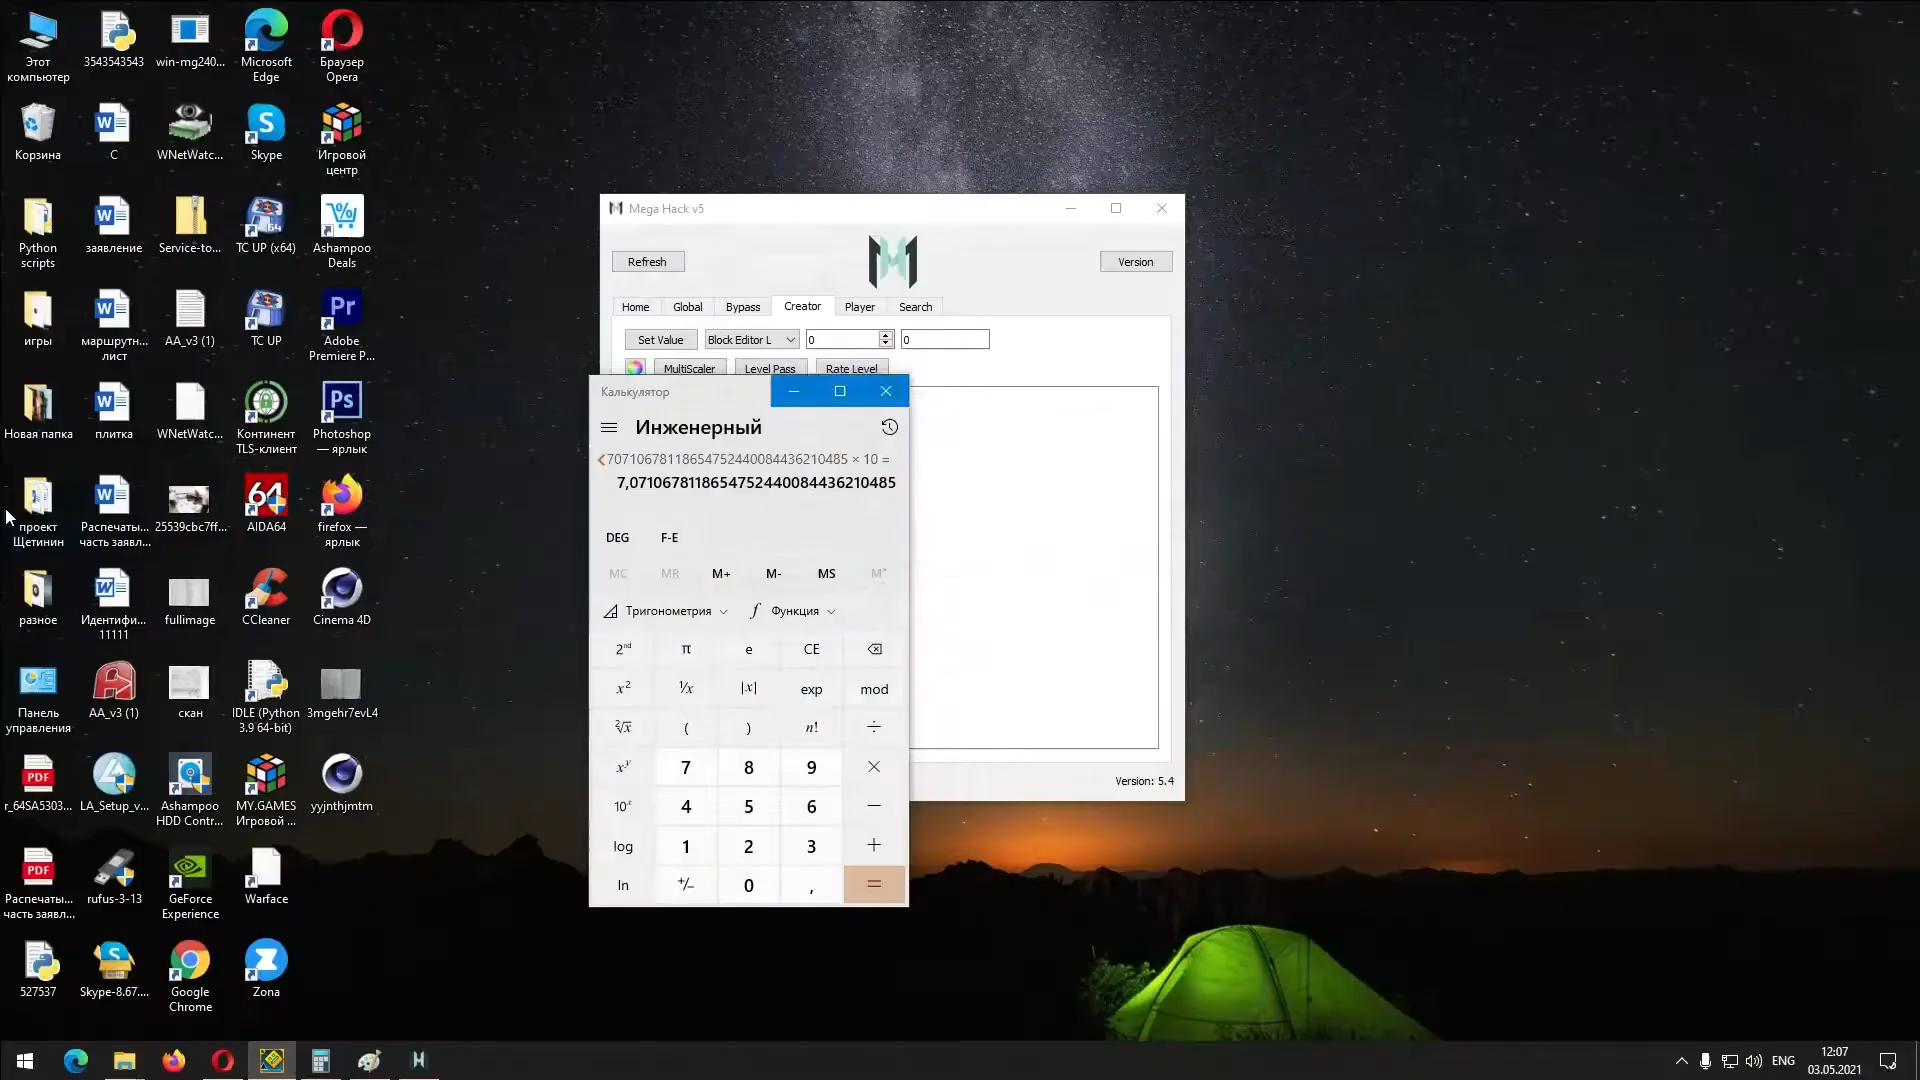 Этот
компьютер
3543543543
win-mg240...
Microsoft
Edge
Браузер
Opera
Корзина
С
WNetWatc...
Skype
Игровой
центр
Python
scripts
заявление
Service-to...
TC UP (x64)
Ashampoo
Deals
игры
маршрутн...
лист
AA_v3 (1)
TC UP
Adobe
Premiere P...
Новая папка
плитка
WNetWatc...
Континент
TLS-клиент
Photoshop
— ярлык
проект
Щетинин
Распечаты...
часть заявл...
25539cbc7ff...
AIDA64
firefox —
ярлык
разное
Идентифи...
11111
fullimage
CCleaner
Cinema 4D
Панель
управления
AA_v3 (1)
скан
IDLE (Python
3.9 64-bit)
3mgehr7evL4
r_64SA5303...
LA_Setup_v...
Ashampoo
HDD Contr...
MY.GAMES
Игровой ...
yyjnthjmtm
Распечаты...
часть заявл...
rufus-3-13
GeForce
Experience
Warface
527537
Skype-8.67....
Google
Chrome
Zona
Mega Hack v5
Refresh
Version
Home Global Bypass Creator Player Search
Set Value Block Editor L 0 0
MultiScaler Level Pass Rate Level
Version: 5.4
Калькулятор
Инженерный
7071067811865475244008443621​0485 × 10 =
7,0710678118654752440084436210485
DEG F-E
MC MR M+ M- MS M˅
Тригонометрия f Функция
2ⁿᵈ π e CE
x² ¹⁄x |x| exp mod
²√x ( ) n! ÷
xʸ 7 8 9 ×
10ˣ 4 5 6 −
log 1 2 3 +
ln +/− 0 , =
ENG
12:07
03.05.2021